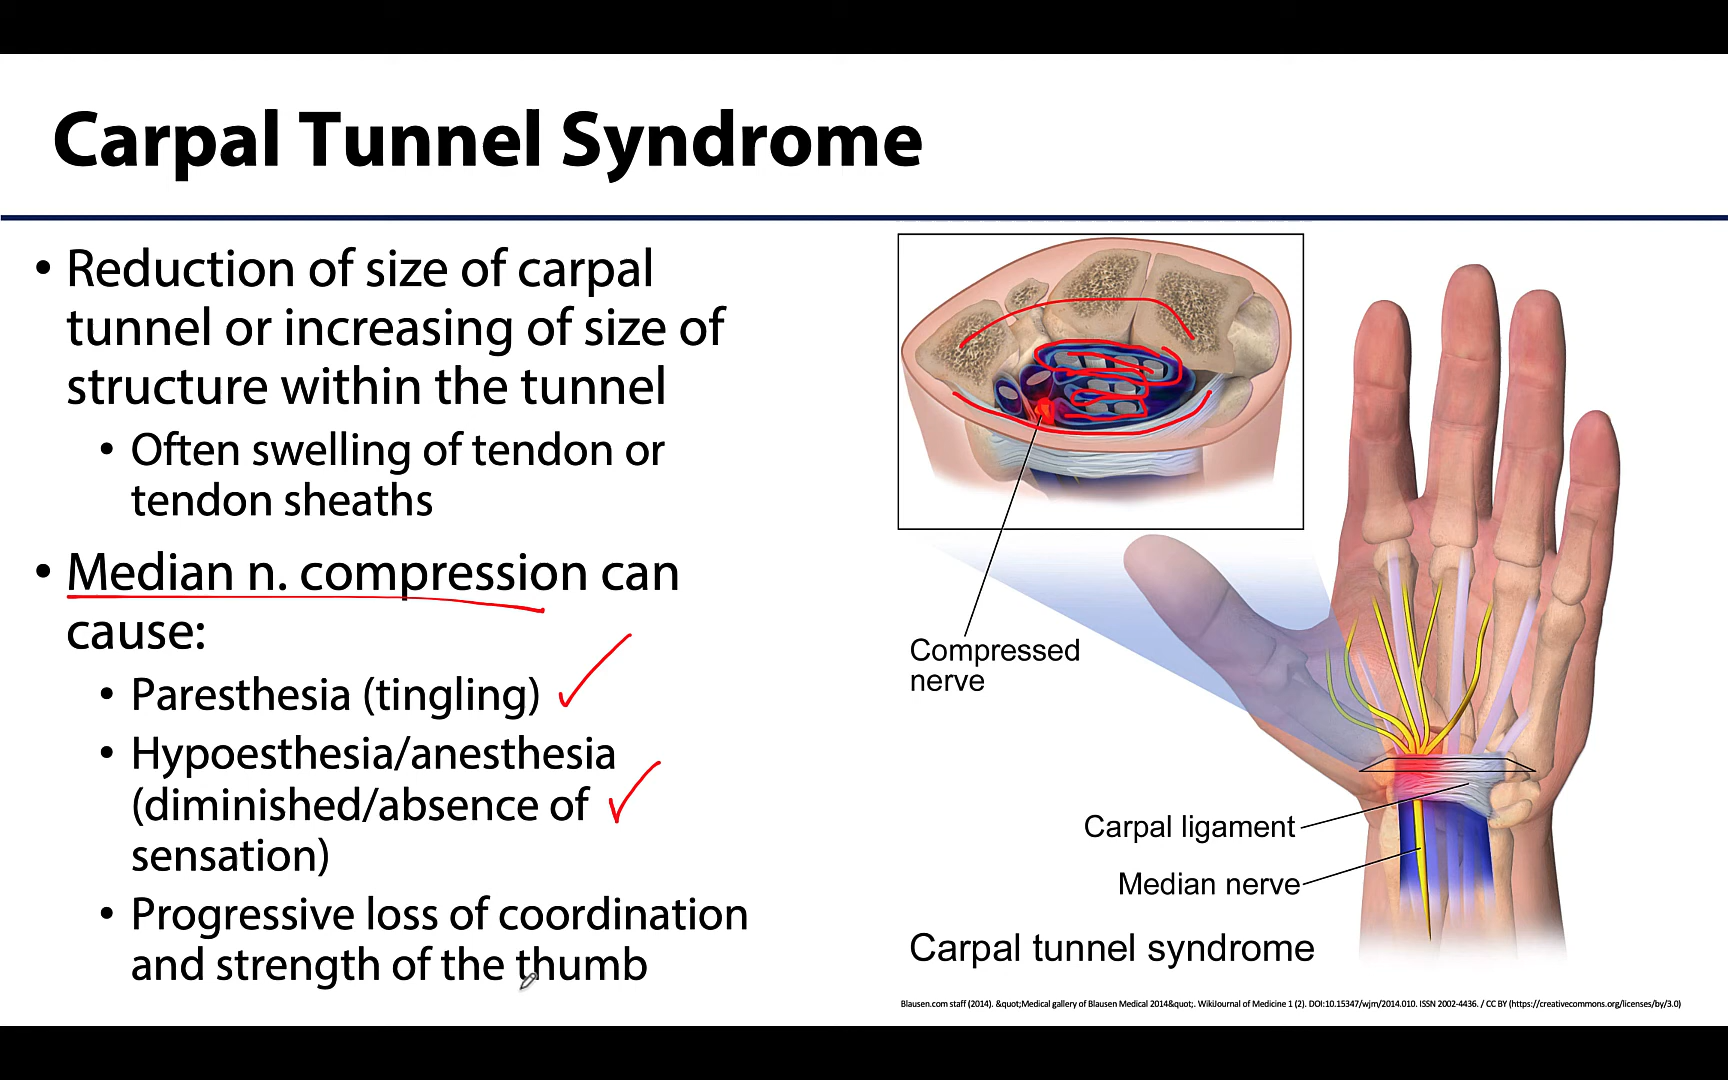 Carpal Tunnel Syndrome
• Reduction of size of carpal
tunnel or increasing of size of
structure within the tunnel
• Often swelling of tendon or
tendon sheaths
• Median n. compression can
cause:
• Paresthesia (tingling)
• Hypoesthesia/anesthesia
(diminished/absence of
sensation)
• Progressive loss of coordination
and strength of the thumb
Compressed
nerve
Carpal ligament
Median nerve
Carpal tunnel syndrome
Blausen.com staff (2014). &quot;Medical gallery of Blausen Medical 2014&quot;. WikiJournal of Medicine 1 (2). DOI:10.15347/wjm/2014.010. ISSN 2002-4436. / CC BY (https://creativecommons.org/licenses/by/3.0)